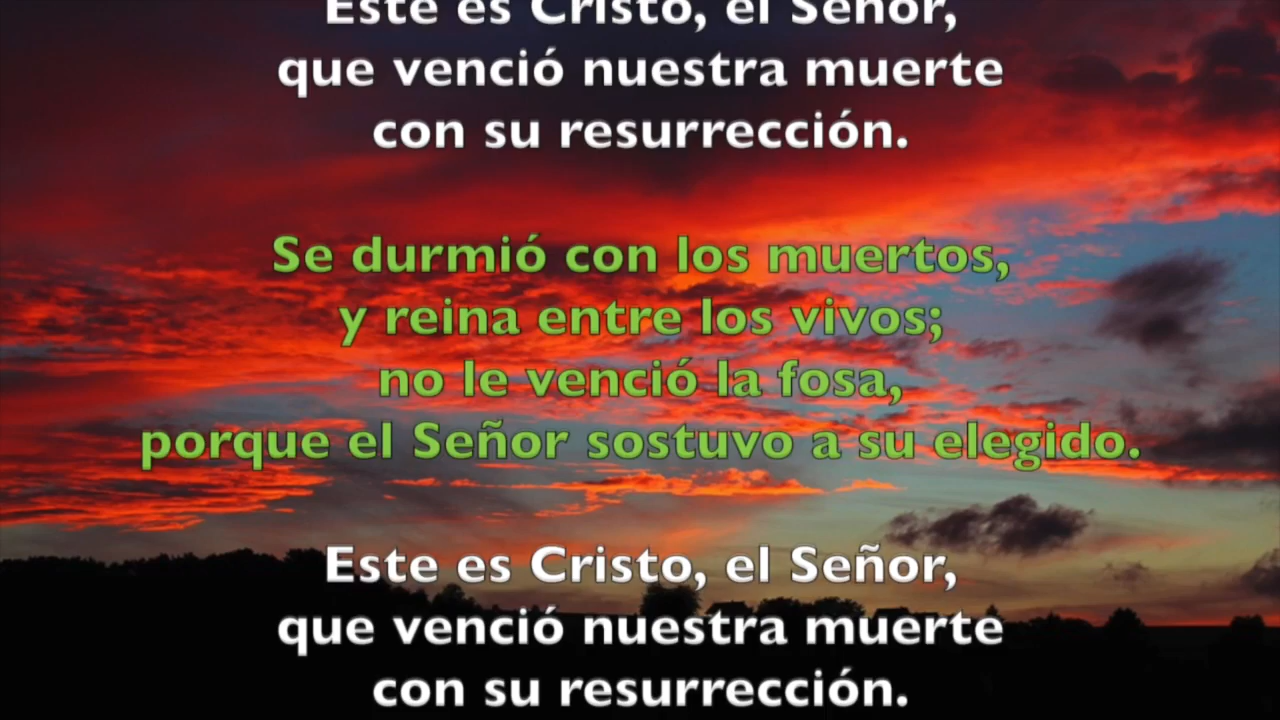 Este es Cristo, el Señor,
que venció nuestra muerte
con su resurrección.
Se durmió con los muertos,
y reina entre los vivos;
no le venció la fosa,
porque el Señor sostuvo a su elegido.
Este es Cristo, el Señor,
que venció nuestra muerte
con su resurrección.